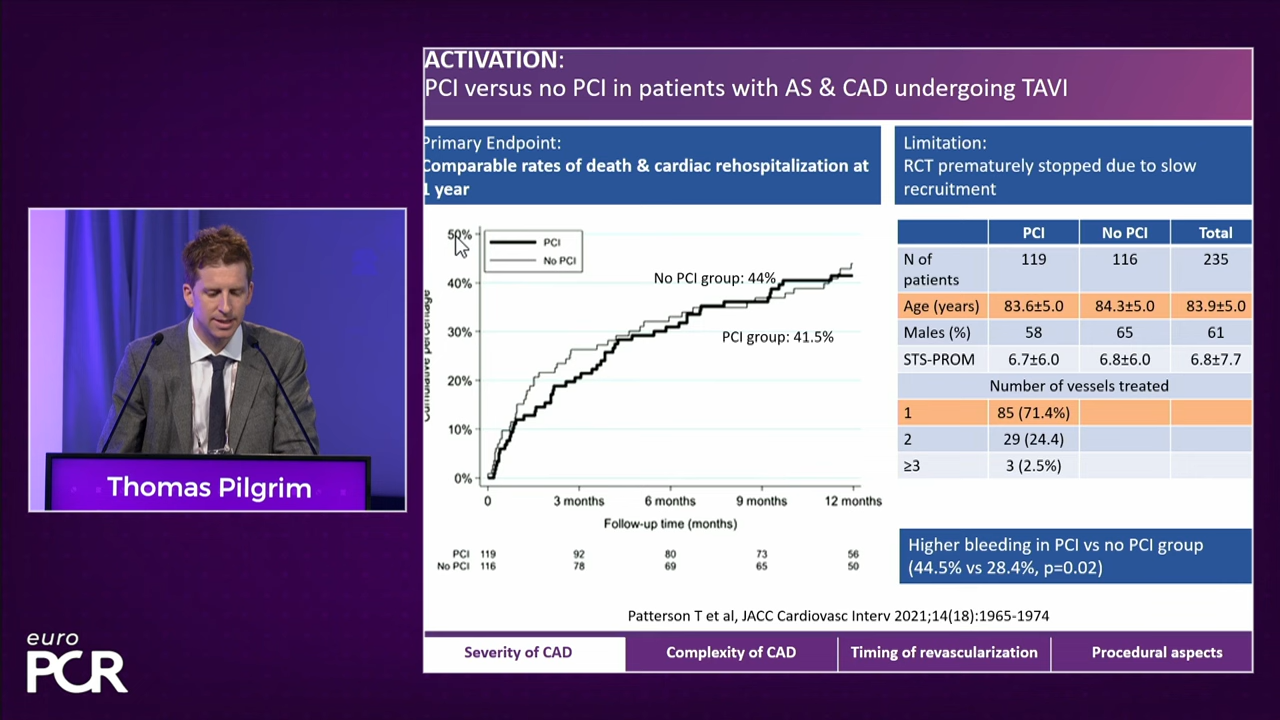 ACTIVATION:
PCI versus no PCI in patients with AS & CAD undergoing TAVI
Primary Endpoint:
Comparable rates of death & cardiac rehospitalization at
1 year
Limitation:
RCT prematurely stopped due to slow
recruitment
50%
40%
30%
20%
10%
0%
PCI
No PCI
No PCI group: 44%
PCI group: 41.5%
0 3 months 6 months 9 months 12 months
Follow-up time (months)
PCI 119 92 80 73 56
No PCI 116 78 69 65 50
PCI No PCI Total
N of
patients 119 116 235
Age (years) 83.6±5.0 84.3±5.0 83.9±5.0
Males (%) 58 65 61
STS-PROM 6.7±6.0 6.8±6.0 6.8±7.7
Number of vessels treated
1 85 (71.4%)
2 29 (24.4)
≥3 3 (2.5%)
Higher bleeding in PCI vs no PCI group
(44.5% vs 28.4%, p=0.02)
Patterson T et al, JACC Cardiovasc Interv 2021;14(18):1965-1974
Severity of CAD Complexity of CAD Timing of revascularization Procedural aspects
Thomas Pilgrim
euro
PCR